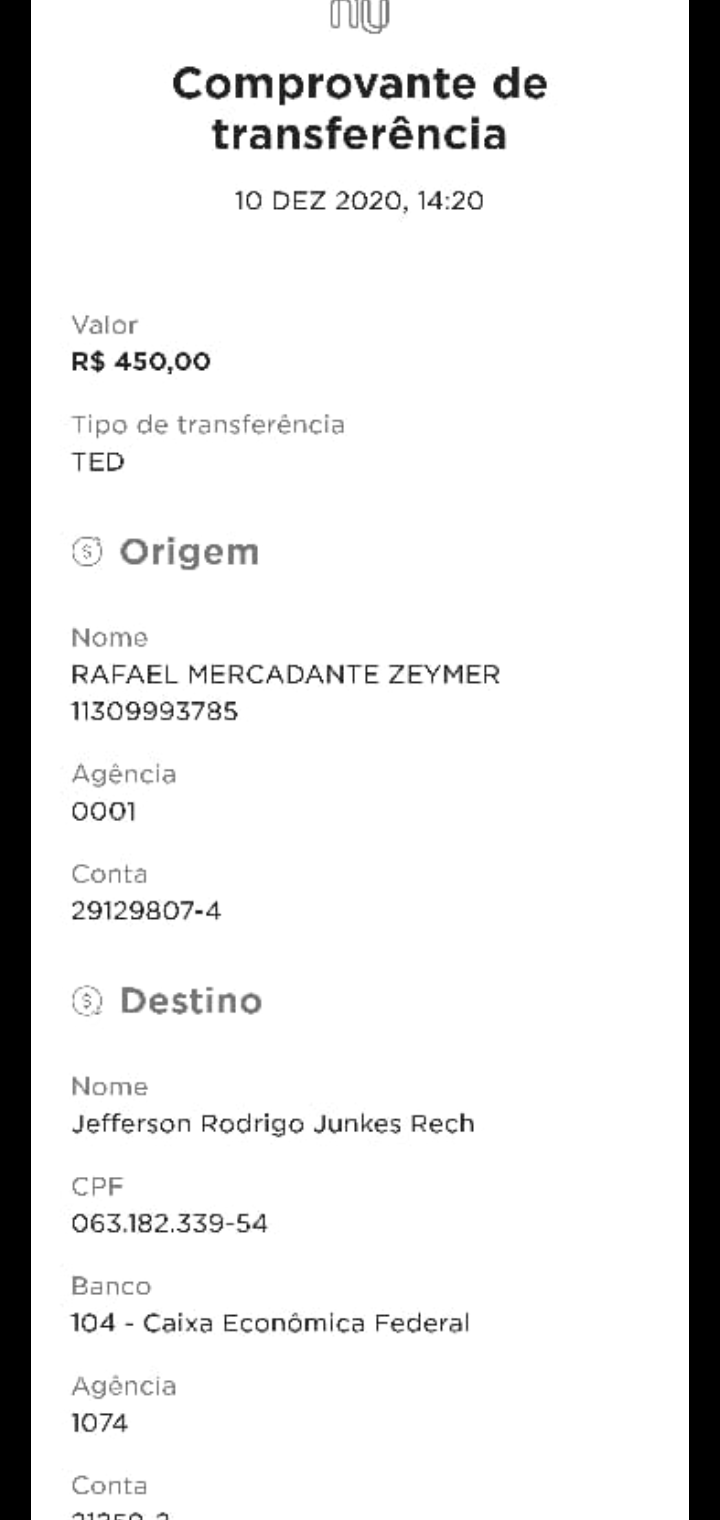 nu
Comprovante de
transferência
10 DEZ 2020, 14:20
Valor
R$ 450,00
Tipo de transferência
TED
Origem
Nome
RAFAEL MERCADANTE ZEYMER
11309993785
Agência
0001
Conta
29129807-4
Destino
Nome
Jefferson Rodrigo Junkes Rech
CPF
063.182.339-54
Banco
104 - Caixa Econômica Federal
Agência
1074
Conta